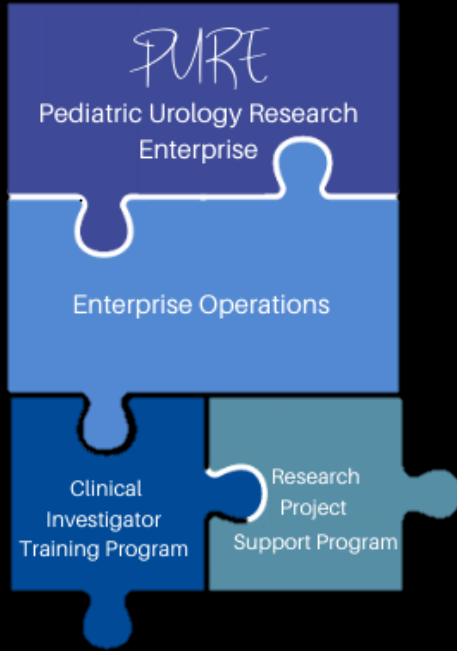 PURE
Pediatric Urology Research
Enterprise
Enterprise Operations
Clinical
Investigator
Training Program
Research
Project
Support Program